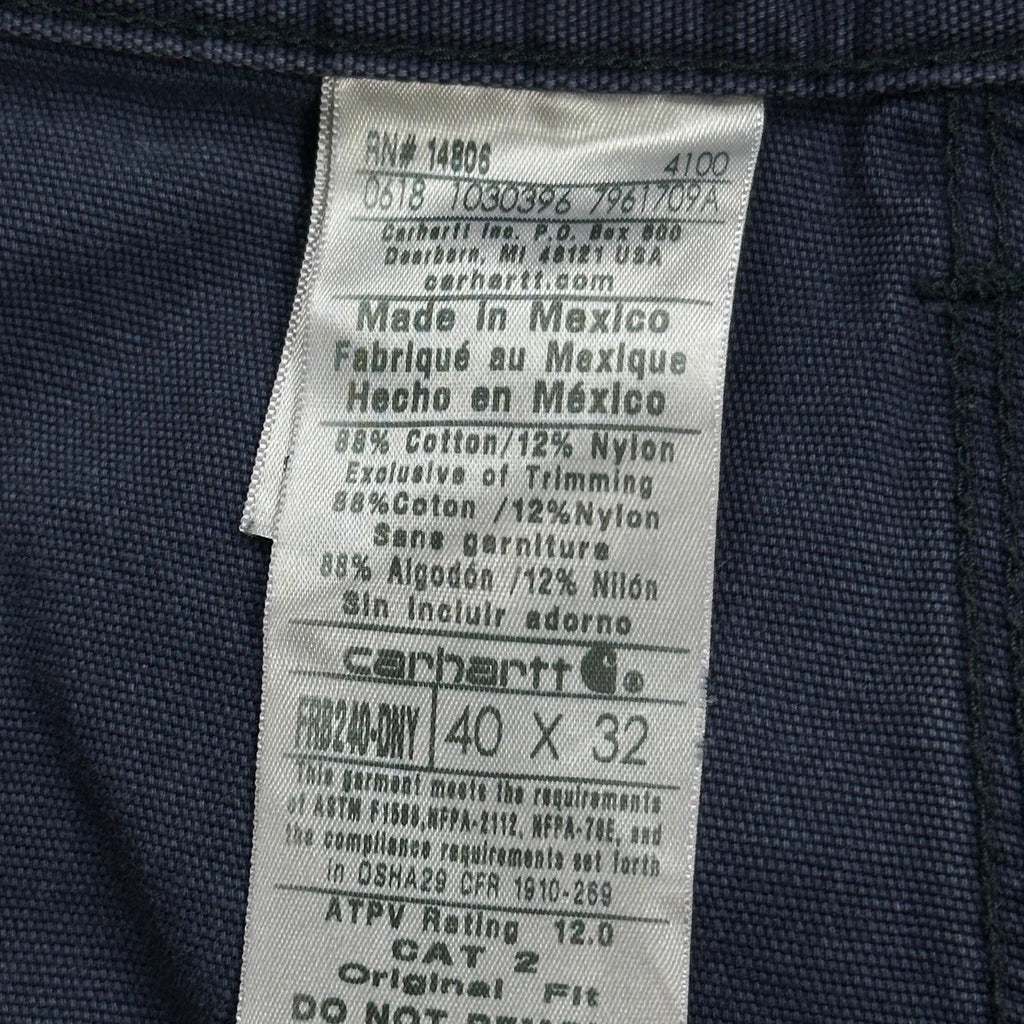 RN# 14806 4100
0618 1030396 7961709A
Carhartt Inc. P.O. Box 600
Dearborn, MI 48121 USA
carhartt.com
Made in Mexico
Fabriqué au Mexique
Hecho en México
88% Cotton/12% Nylon
Exclusive of Trimming
88%Coton /12%Nylon
Sans garniture
88% Algodón /12% Nilón
Sin incluir adorno
carhartt
FRB240-DNY 40 X 32
This garment meets the requirements
of ASTM F1506,NFPA-2112, NFPA-70E, and
the compliance requirements set forth
in OSHA29 CFR 1910-269
ATPV Rating 12.0
CAT 2
Original Fit
DO NOT